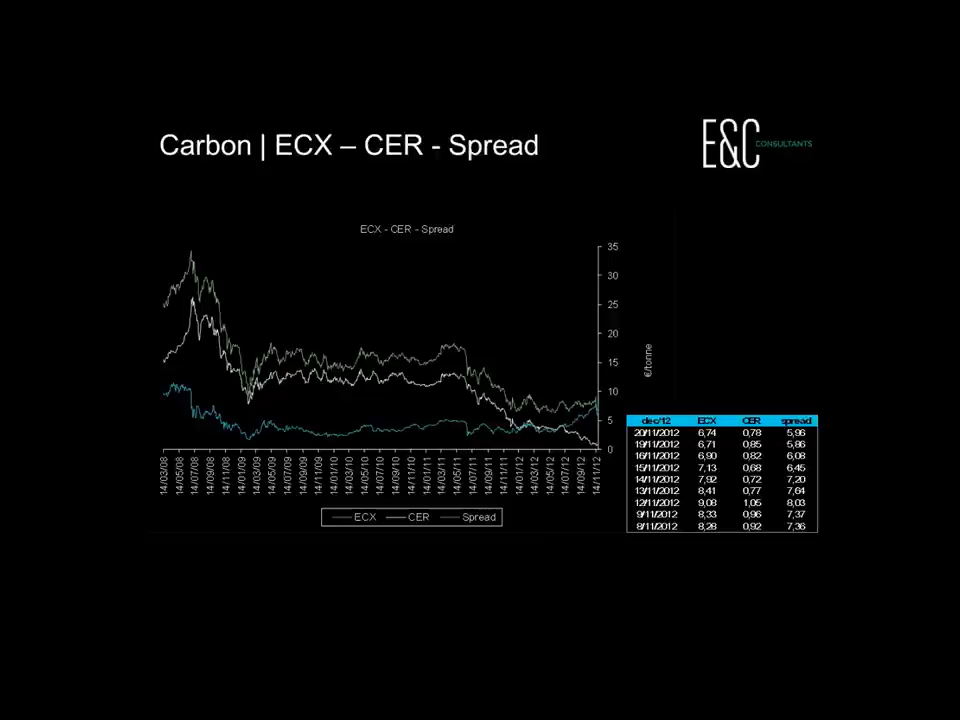 Carbon | ECX – CER - Spread
E&C CONSULTANTS
ECX - CER - Spread
35
30
25
20
15
10
5
0
€/tonne
14/03/08
14/05/08
14/07/08
14/09/08
14/11/08
14/01/09
14/03/09
14/05/09
14/07/09
14/09/09
14/11/09
14/01/10
14/03/10
14/05/10
14/07/10
14/09/10
14/11/10
14/01/11
14/03/11
14/05/11
14/07/11
14/09/11
14/11/11
14/01/12
14/03/12
14/05/12
14/07/12
14/09/12
14/11/12
ECX CER Spread
dec/12 ECX CER spread
20/11/2012 6,74 0,78 5,96
19/11/2012 6,71 0,85 5,86
16/11/2012 6,90 0,82 6,08
15/11/2012 7,13 0,68 6,45
14/11/2012 7,92 0,72 7,20
13/11/2012 8,41 0,77 7,64
12/11/2012 9,08 1,05 8,03
9/11/2012 8,33 0,96 7,37
8/11/2012 8,28 0,92 7,36